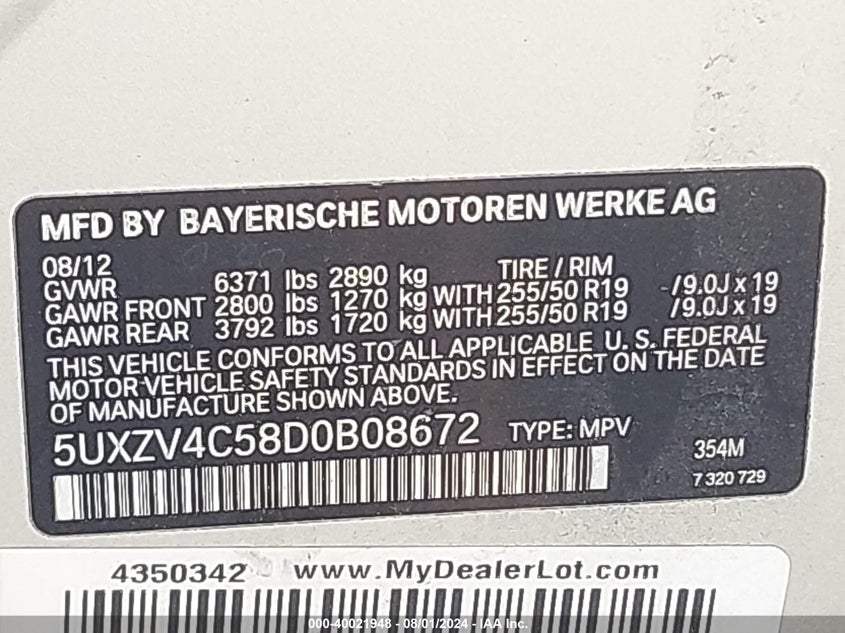 MFD BY BAYERISCHE MOTOREN WERKE AG
08/12 TIRE / RIM
GVWR 6371 lbs 2890 kg
GAWR FRONT 2800 lbs 1270 kg WITH 255/50 R19 -/9.0J x 19
GAWR REAR 3792 lbs 1720 kg WITH 255/50 R19 /9.0J x 19
THIS VEHICLE CONFORMS TO ALL APPLICABLE U. S. FEDERAL
MOTOR VEHICLE SAFETY STANDARDS IN EFFECT ON THE DATE
OF MANUFACTURE SHOWN ABOVE.
5UXZV4C58D0B08672 TYPE: MPV 354M
7 320 729
4350342 www.MyDealerLot.com
000-40021948 - 08/01/2024 - IAA Inc.